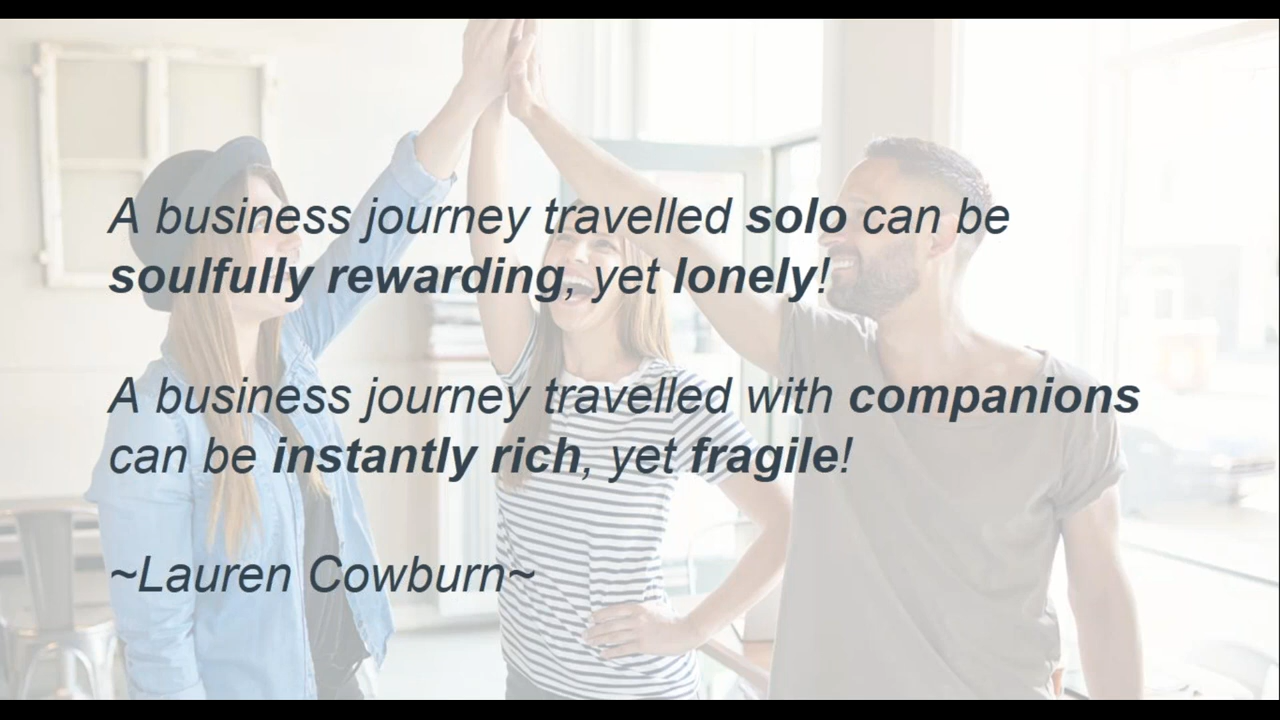 A business journey travelled solo can be
soulfully rewarding, yet lonely!
A business journey travelled with companions
can be instantly rich, yet fragile!
~Lauren Cowburn~